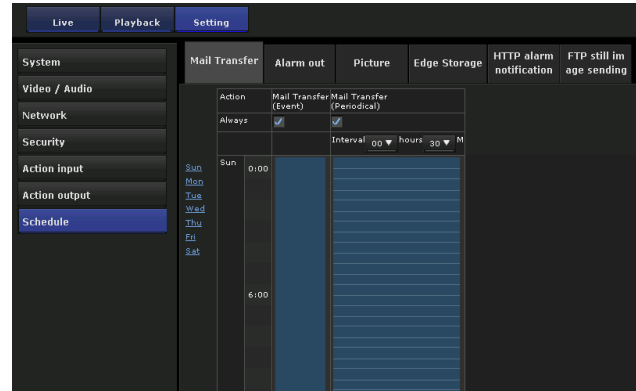 Live Playback Setting
System
Video / Audio
Network
Security
Action input
Action output
Schedule
Mail Transfer Alarm out Picture Edge Storage HTTP alarm notification FTP still im age sending
Action Mail Transfer (Event) Mail Transfer (Periodical)
Always
Interval 00 ▼ hours 30 ▼ M
Sun
Mon
Tue
Wed
Thu
Fri
Sat
Sun 0:00
6:00